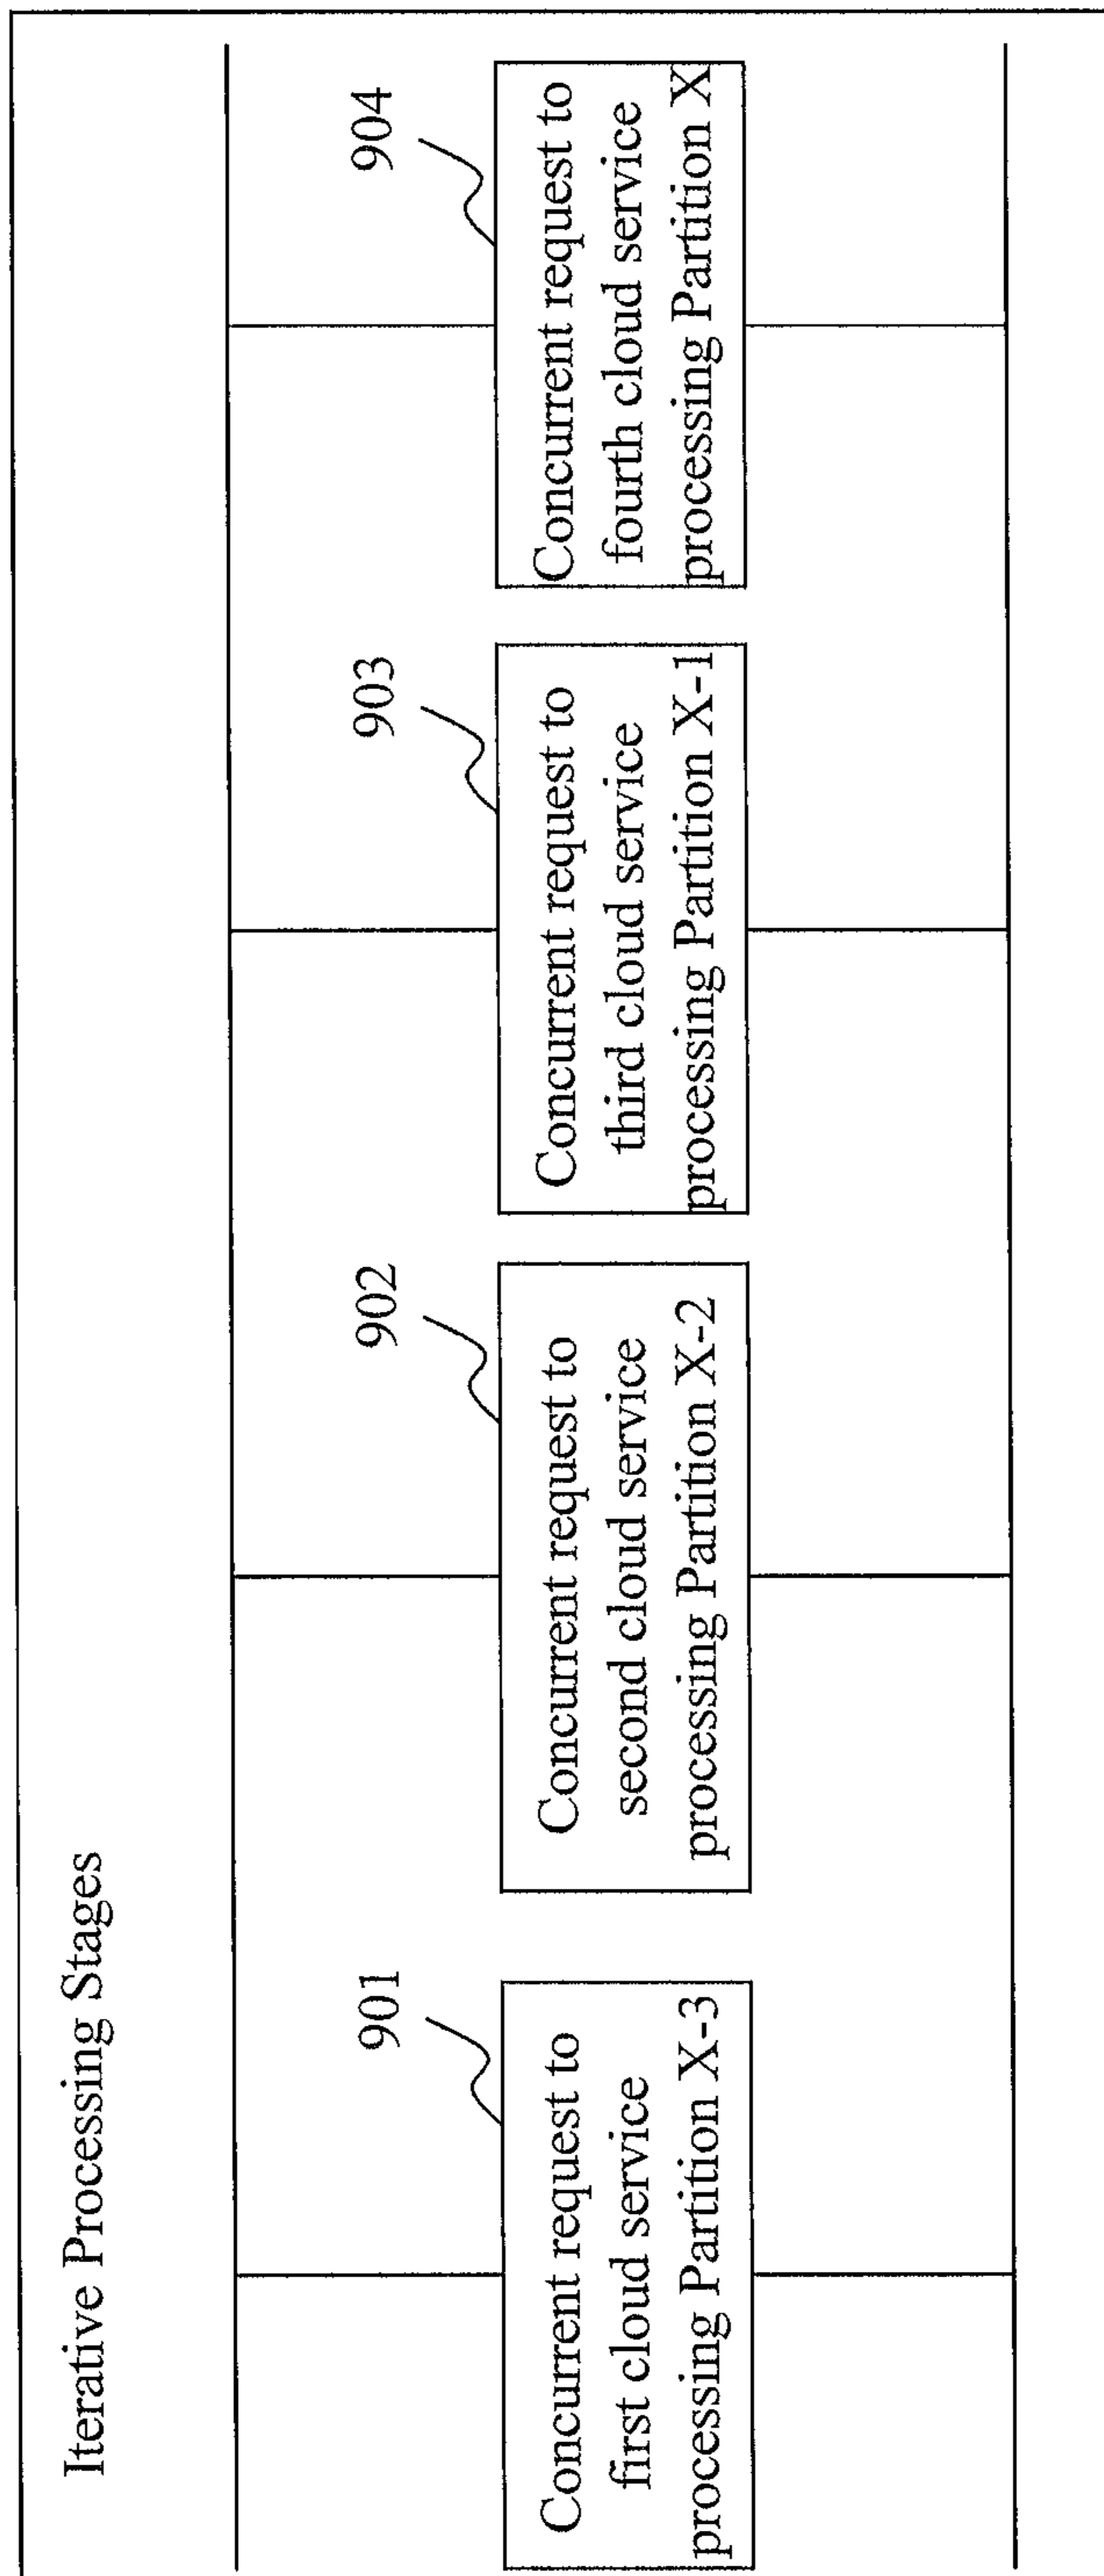 Iterative Processing Stages
901
Concurrent request to
first cloud service
processing Partition X-3
902
Concurrent request to
second cloud service
processing Partition X-2
903
Concurrent request to
third cloud service
processing Partition X-1
904
Concurrent request to
fourth cloud service
processing Partition X